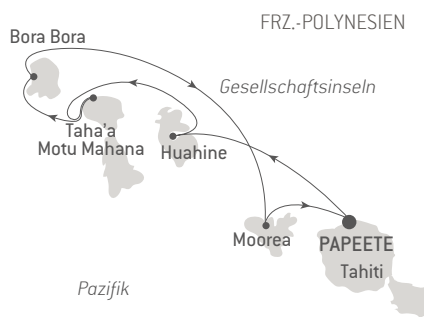 FRZ.-POLYNESIEN
Bora Bora
Gesellschaftsinseln
Taha'a
Motu Mahana
Huahine
Moorea
PAPEETE
Tahiti
Pazifik